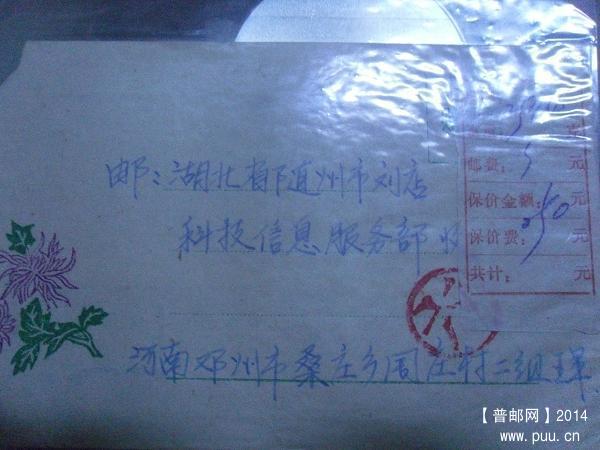 邮：湖北省随州市刘店
科技信息服务部收
河南邓州市桑庄乡周庄村二组王军
邮费： 元
保价金额： 元
保价费： 元
共计： 元
【普邮网】2014
www.puu.cn